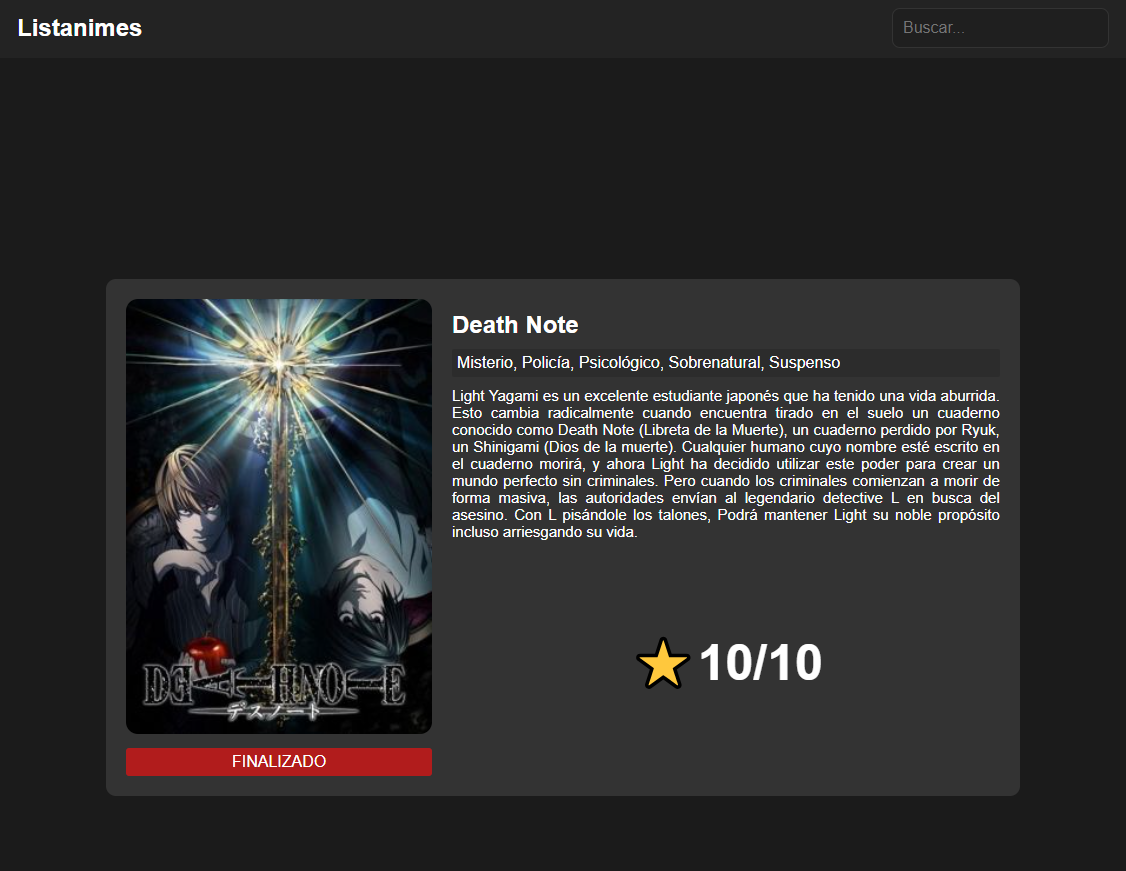 Listanimes
Buscar...
Death Note
Misterio, Policía, Psicológico, Sobrenatural, Suspenso
Light Yagami es un excelente estudiante japonés que ha tenido una vida aburrida.
Esto cambia radicalmente cuando encuentra tirado en el suelo un cuaderno
conocido como Death Note (Libreta de la Muerte), un cuaderno perdido por Ryuk,
un Shinigami (Dios de la muerte). Cualquier humano cuyo nombre esté escrito en
el cuaderno morirá, y ahora Light ha decidido utilizar este poder para crear un
mundo perfecto sin criminales. Pero cuando los criminales comienzan a morir de
forma masiva, las autoridades envían al legendario detective L en busca del
asesino. Con L pisándole los talones, Podrá mantener Light su noble propósito
incluso arriesgando su vida.
10/10
DEATHNOTE
デスノート
FINALIZADO